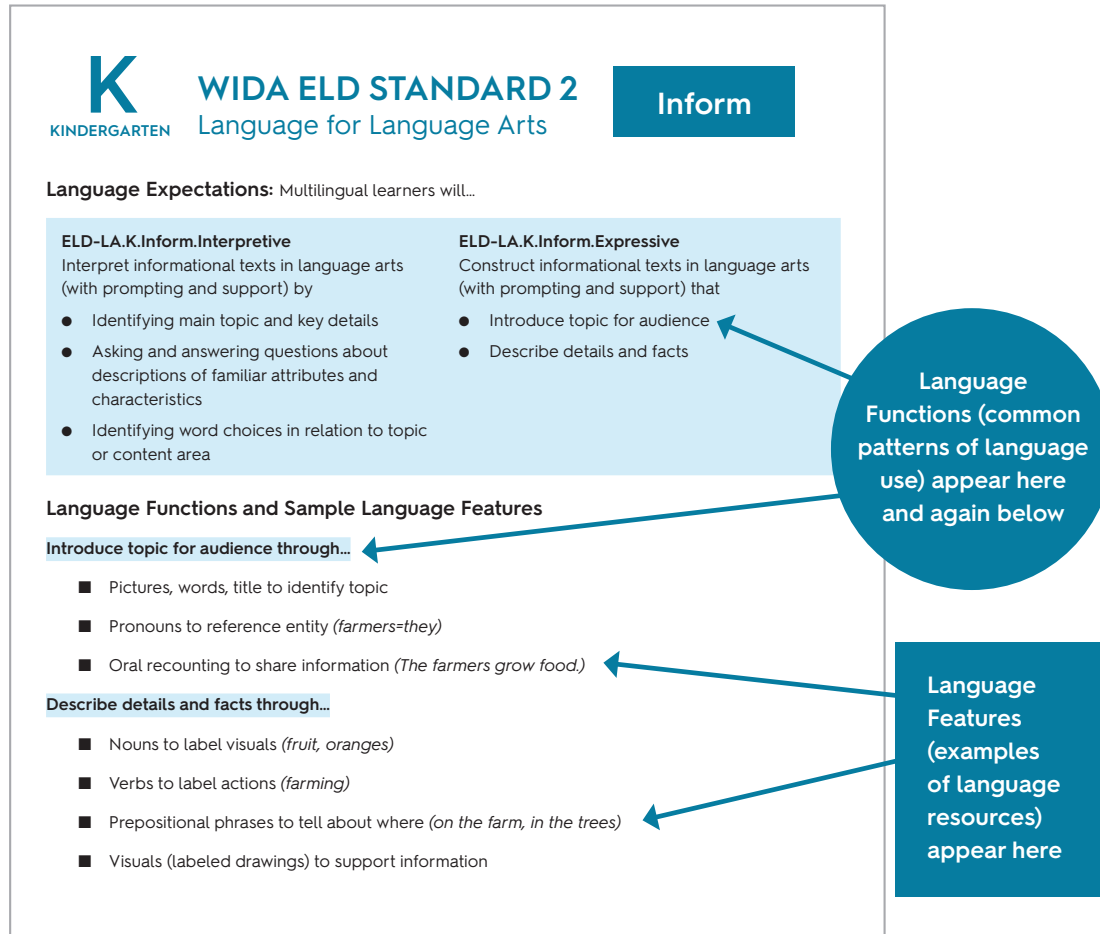 K
KINDERGARTEN
WIDA ELD STANDARD 2
Language for Language Arts
Inform
Language Expectations: Multilingual learners will…
ELD-LA.K.Inform.Interpretive
Interpret informational texts in language arts
(with prompting and support) by
● Identifying main topic and key details
● Asking and answering questions about
descriptions of familiar attributes and
characteristics
● Identifying word choices in relation to topic
or content area
ELD-LA.K.Inform.Expressive
Construct informational texts in language arts
(with prompting and support) that
● Introduce topic for audience
● Describe details and facts
Language
Functions (common
patterns of language
use) appear here
and again below
Language Functions and Sample Language Features
Introduce topic for audience through…
■ Pictures, words, title to identify topic
■ Pronouns to reference entity (farmers=they)
■ Oral recounting to share information (The farmers grow food.)
Describe details and facts through…
■ Nouns to label visuals (fruit, oranges)
■ Verbs to label actions (farming)
■ Prepositional phrases to tell about where (on the farm, in the trees)
■ Visuals (labeled drawings) to support information
Language
Features
(examples
of language
resources)
appear here